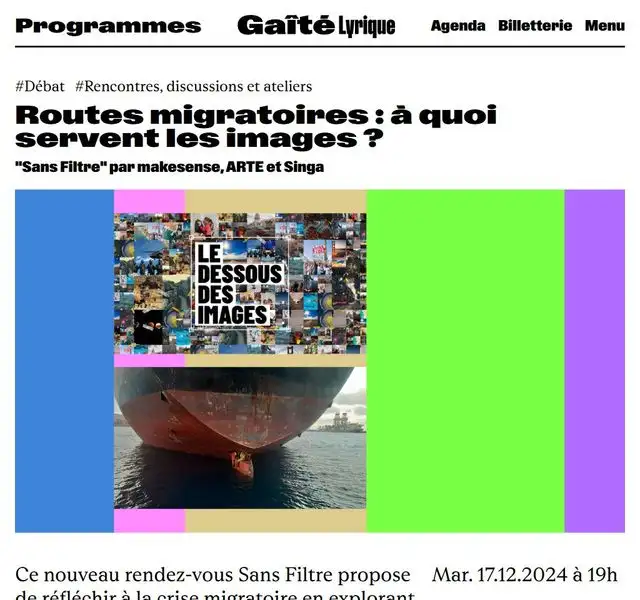 Programmes
Gaîté Lyrique
Agenda Billetterie Menu
#Débat #Rencontres, discussions et ateliers
Routes migratoires : à quoi
servent les images ?
"Sans Filtre" par makesense, ARTE et Singa
LE
DESSOUS
DES
IMAGES
Ce nouveau rendez-vous Sans Filtre propose
de réfléchir à la crise migratoire en explorant
Mar. 17.12.2024 à 19h